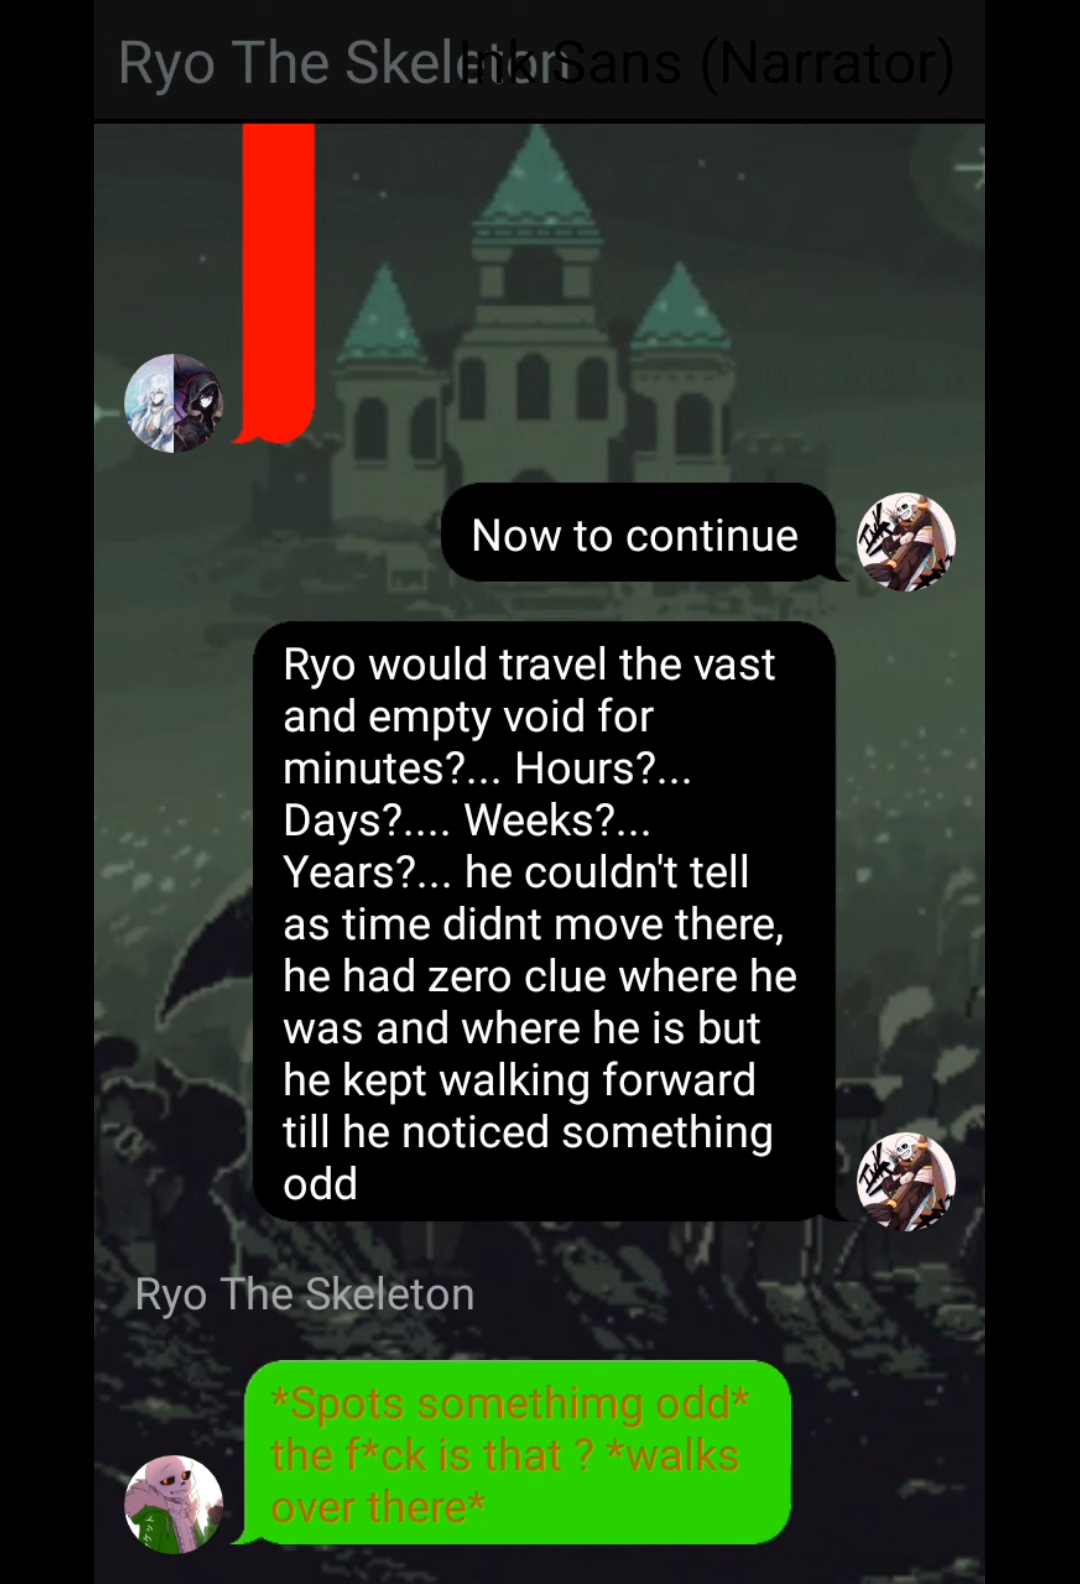 Ryo The Skeleton
Ink Sans (Narrator)
Now to continue
Ryo would travel the vast
and empty void for
minutes?... Hours?...
Days?.... Weeks?...
Years?... he couldn't tell
as time didnt move there,
he had zero clue where he
was and where he is but
he kept walking forward
till he noticed something
odd
Ryo The Skeleton
*Spots somethimg odd*
the f*ck is that ? *walks
over there*